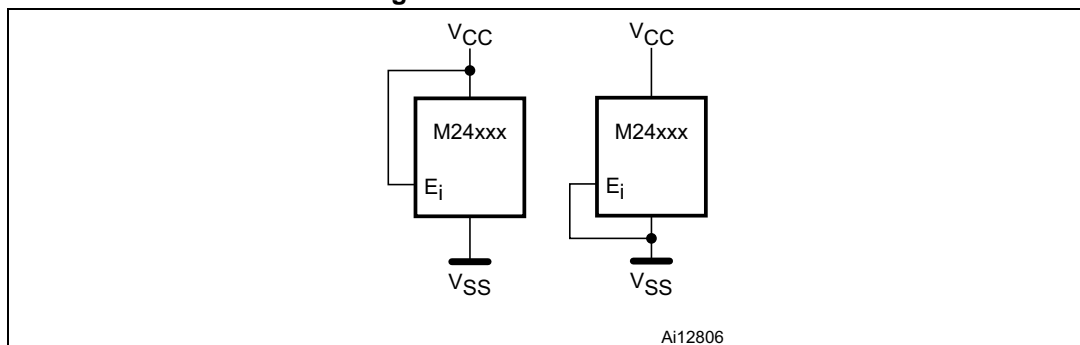 VCC VCC
M24xxx M24xxx
Ei Ei
VSS VSS
Ai12806